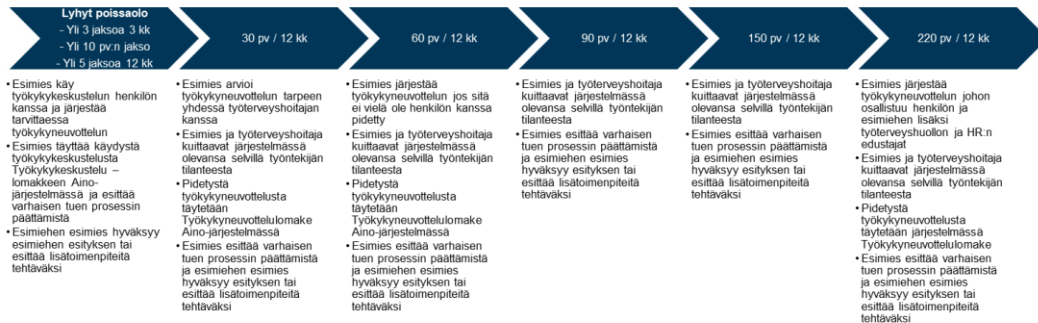 Lyhyt poissaolo
- Yli 3 jaksoa 3 kk
- Yli 10 pv:n jakso
- Yli 5 jaksoa 12 kk
30 pv / 12 kk
60 pv / 12 kk
90 pv / 12 kk
150 pv / 12 kk
220 pv / 12 kk
• Esimies käy
työkykykeskustelun henkilön
kanssa ja järjestää
tarvittaessa
työkykyneuvottelun
• Esimies täyttää käydystä
työkykykeskustelusta
Työkykykeskustelu –
lomakkeen Aino-
järjestelmässä ja esittää
varhaisen tuen prosessin
päättämistä
• Esimiehen esimies hyväksyy
esimiehen esityksen tai
esittää lisätoimenpiteitä
tehtäväksi
• Esimies arvioi
työkykyneuvottelun tarpeen
yhdessä työterveyshoitajan
kanssa
• Esimies ja työterveyshoitaja
kuittaavat järjestelmässä
olevansa selvillä työntekijän
tilanteesta
• Pidetystä
työkykyneuvottelusta
täytetään
Työkykyneuvottelulomake
Aino-järjestelmässä
• Esimies esittää varhaisen
tuen prosessin päättämistä
ja esimiehen esimies
hyväksyy esityksen tai
esittää lisätoimenpiteitä
tehtäväksi
• Esimies järjestää
työkykyneuvottelun jos sitä
ei vielä ole henkilön kanssa
pidetty
• Esimies ja työterveyshoitaja
kuittaavat järjestelmässä
olevansa selvillä työntekijän
tilanteesta
• Pidetystä
työkykyneuvottelusta
täytetään
Työkykyneuvottelulomake
Aino-järjestelmässä
• Esimies esittää varhaisen
tuen prosessin päättämistä
ja esimiehen esimies
hyväksyy esityksen tai
esittää lisätoimenpiteitä
tehtäväksi
• Esimies ja työterveyshoitaja
kuittaavat järjestelmässä
olevansa selvillä työntekijän
tilanteesta
• Esimies esittää varhaisen
tuen prosessin päättämistä
ja esimiehen esimies
hyväksyy esityksen tai
esittää lisätoimenpiteitä
tehtäväksi
• Esimies ja työterveyshoitaja
kuittaavat järjestelmässä
olevansa selvillä työntekijän
tilanteesta
• Esimies esittää varhaisen
tuen prosessin päättämistä
ja esimiehen esimies
hyväksyy esityksen tai
esittää lisätoimenpiteitä
tehtäväksi
• Esimies järjestää
työkykyneuvottelun johon
osallistuu henkilön ja
esimiehen lisäksi
työterveyshuollon ja HR:n
edustajat
• Esimies ja työterveyshoitaja
kuittaavat järjestelmässä
olevansa selvillä työntekijän
tilanteesta
• Pidetystä
työkykyneuvottelusta
täytetään järjestelmässä
Työkykyneuvottelulomake
• Esimies esittää varhaisen
tuen prosessin päättämistä
ja esimiehen esimies
hyväksyy esityksen tai
esittää lisätoimenpiteitä
tehtäväksi